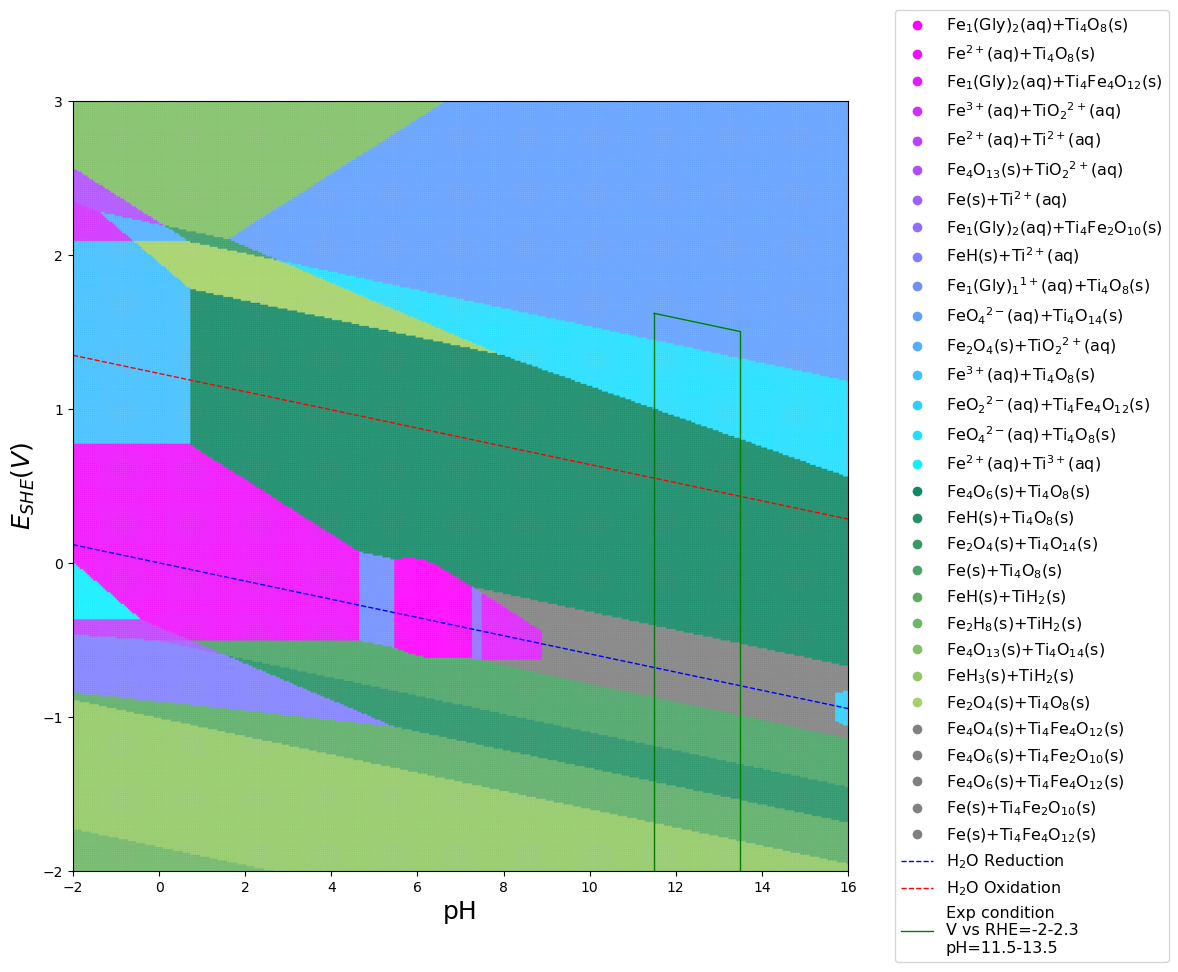 3
2
1
0
−1
−2
E_{SHE}(V)
−2 0 2 4 6 8 10 12 14 16
pH
Fe₁(Gly)₂(aq)+Ti₄O₈(s)
Fe²⁺(aq)+Ti₄O₈(s)
Fe₁(Gly)₂(aq)+Ti₄Fe₄O₁₂(s)
Fe³⁺(aq)+TiO₂²⁺(aq)
Fe²⁺(aq)+Ti²⁺(aq)
Fe₄O₁₃(s)+TiO₂²⁺(aq)
Fe(s)+Ti²⁺(aq)
Fe₁(Gly)₂(aq)+Ti₄Fe₂O₁₀(s)
FeH(s)+Ti²⁺(aq)
Fe₁(Gly)₁¹⁺(aq)+Ti₄O₈(s)
FeO₄²⁻(aq)+Ti₄O₁₄(s)
Fe₂O₄(s)+TiO₂²⁺(aq)
Fe³⁺(aq)+Ti₄O₈(s)
FeO₂²⁻(aq)+Ti₄Fe₄O₁₂(s)
FeO₄²⁻(aq)+Ti₄O₈(s)
Fe²⁺(aq)+Ti³⁺(aq)
Fe₄O₆(s)+Ti₄O₈(s)
FeH(s)+Ti₄O₈(s)
Fe₂O₄(s)+Ti₄O₁₄(s)
Fe(s)+Ti₄O₈(s)
FeH(s)+TiH₂(s)
Fe₂H₈(s)+TiH₂(s)
Fe₄O₁₃(s)+Ti₄O₁₄(s)
FeH₃(s)+TiH₂(s)
Fe₂O₄(s)+Ti₄O₈(s)
Fe₄O₄(s)+Ti₄Fe₄O₁₂(s)
Fe₄O₆(s)+Ti₄Fe₂O₁₀(s)
Fe₄O₆(s)+Ti₄Fe₄O₁₂(s)
Fe(s)+Ti₄Fe₂O₁₀(s)
Fe(s)+Ti₄Fe₄O₁₂(s)
H₂O Reduction
H₂O Oxidation
Exp condition
V vs RHE=-2-2.3
pH=11.5-13.5